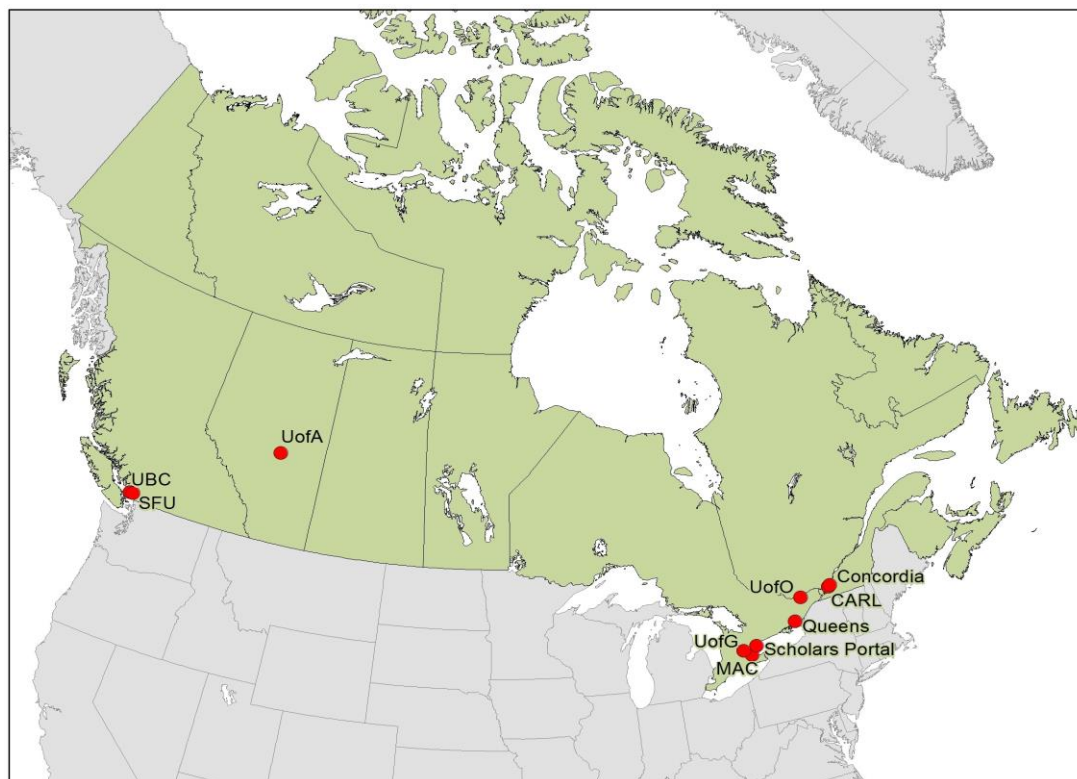 UofA
UBC
SFU
Concordia
UofO
CARL
Queens
UofG
Scholars Portal
MAC